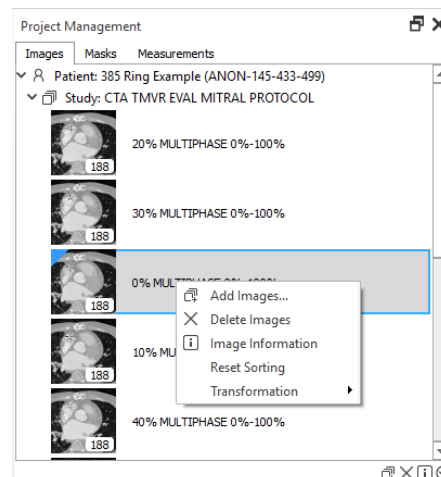 Project Management
Images Masks Measurements
Patient: 385 Ring Example (ANON-145-433-499)
Study: CTA TMVR EVAL MITRAL PROTOCOL
20% MULTIPHASE 0%-100%
188
30% MULTIPHASE 0%-100%
188
0%
188
Add Images...
Delete Images
Image Information
Reset Sorting
Transformation
10%
188
40% MULTIPHASE 0%-100%
188